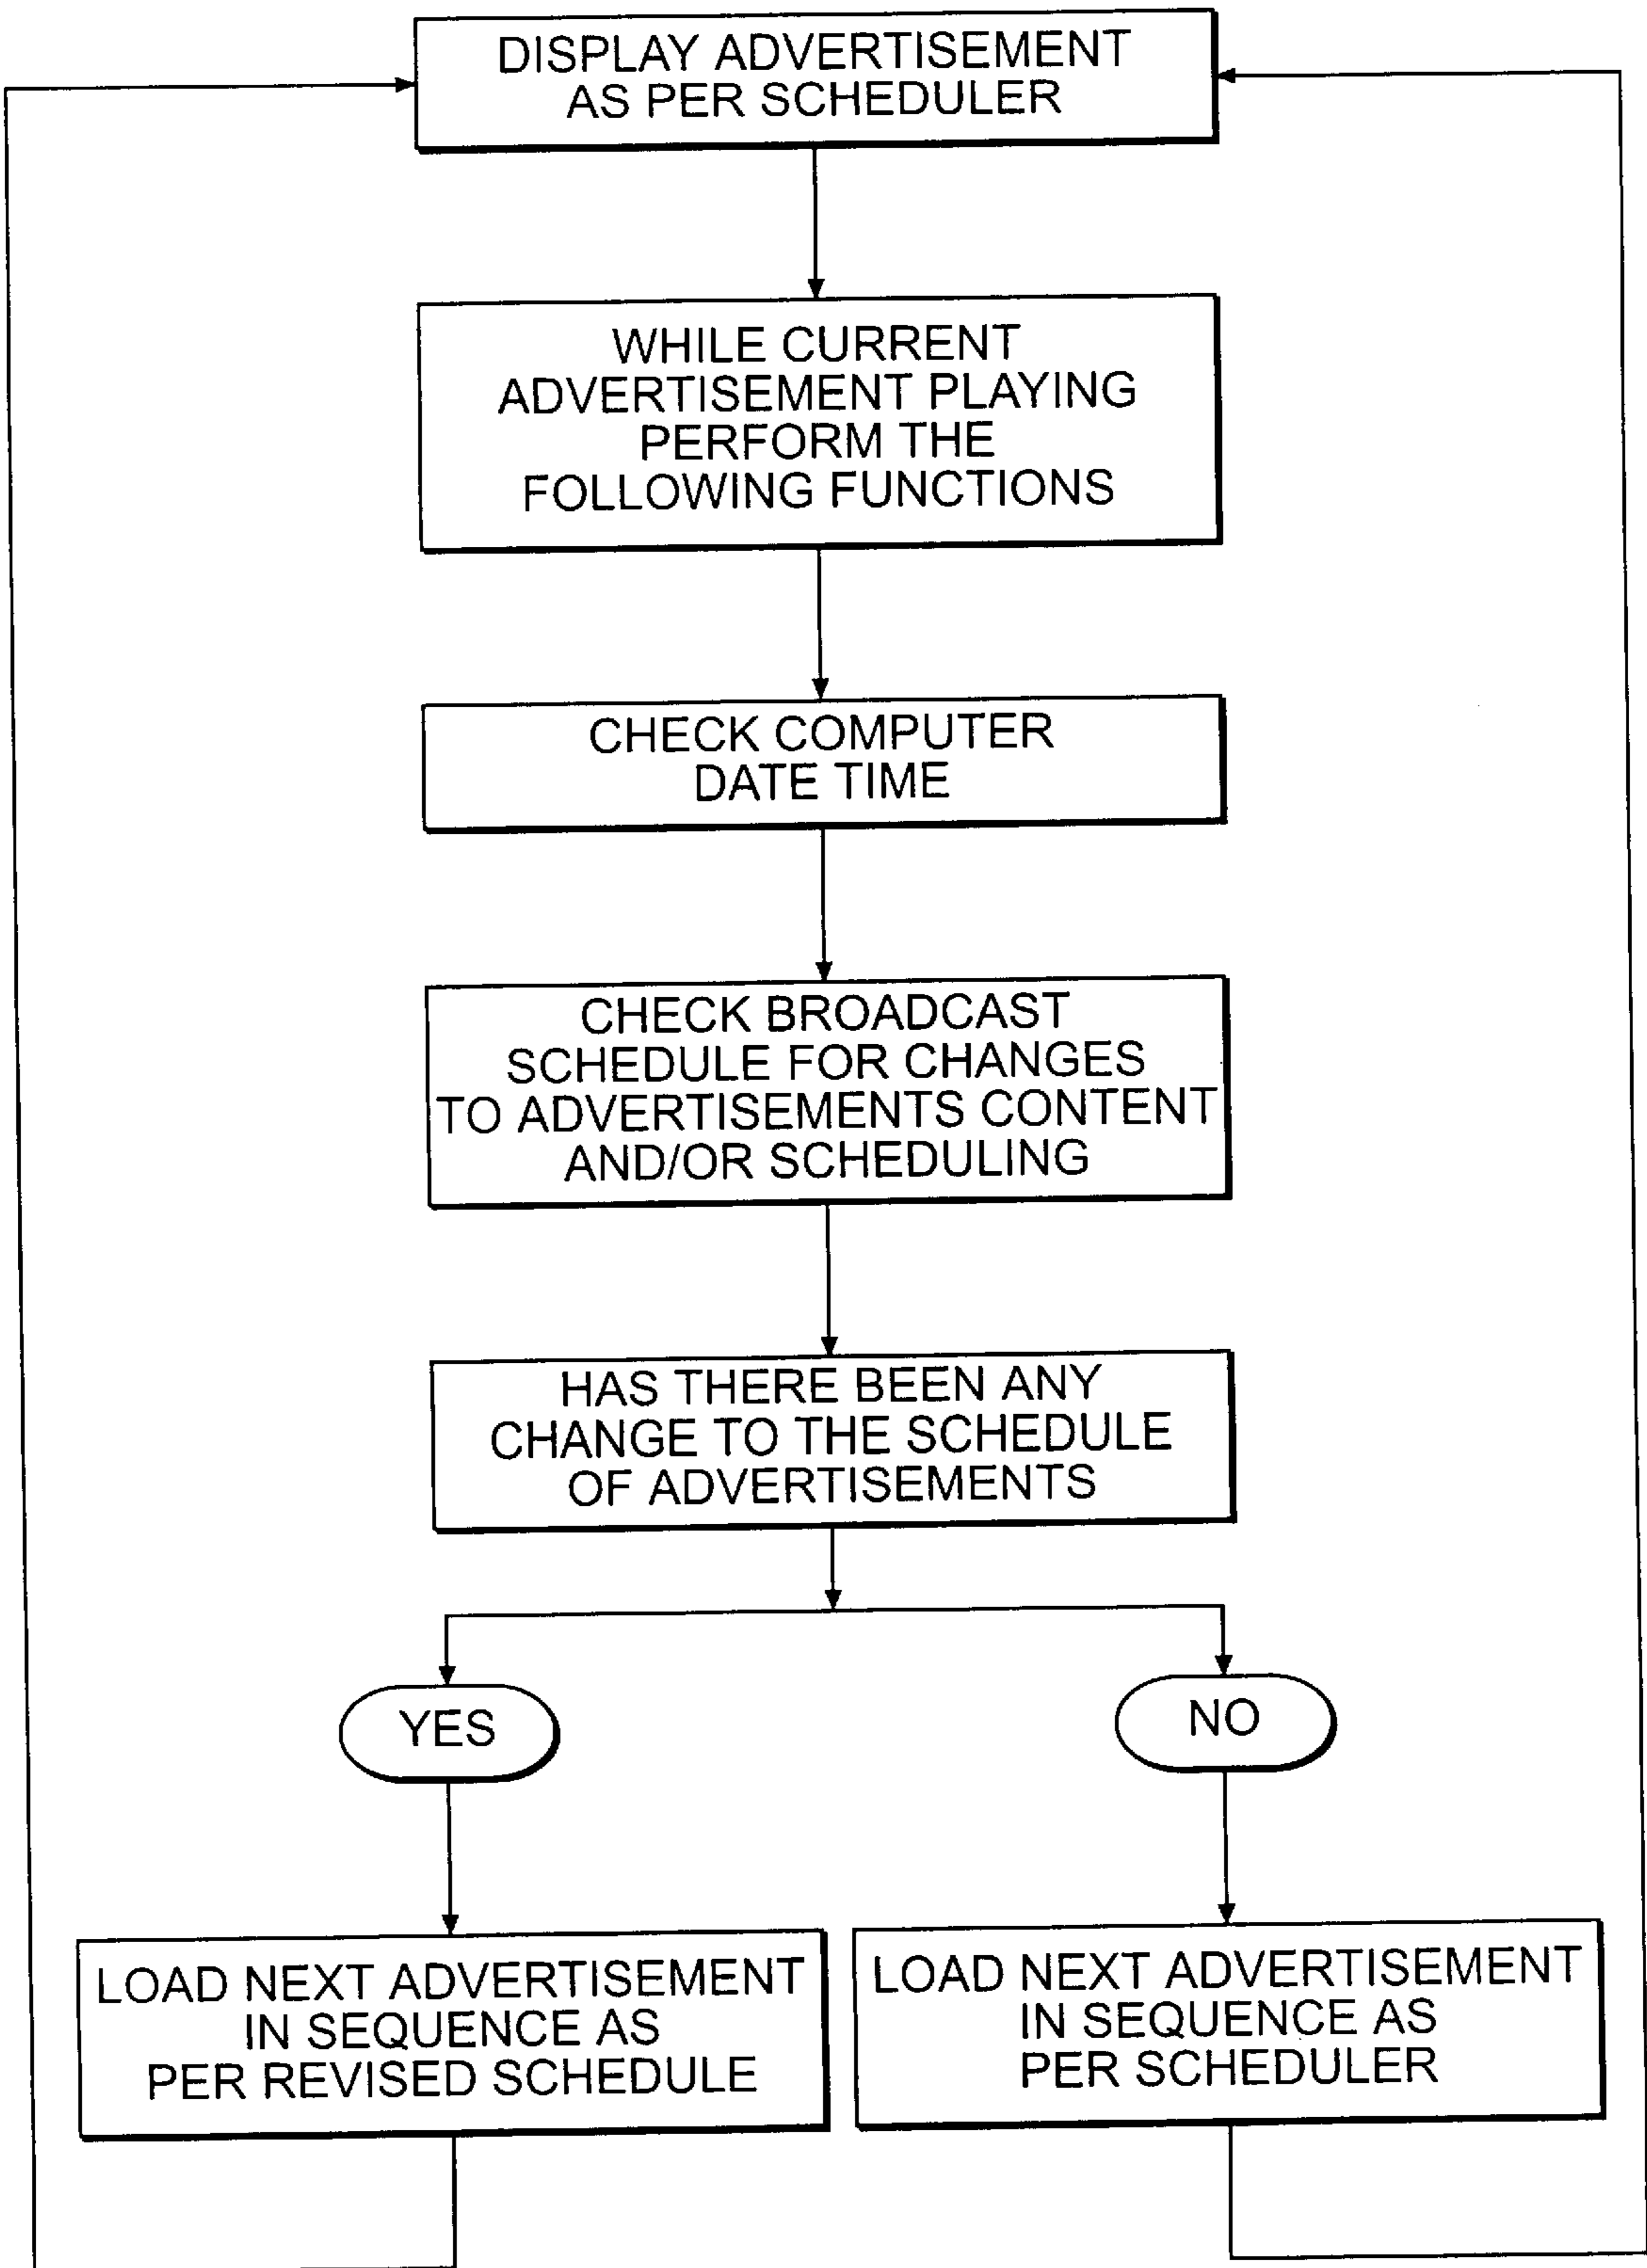 DISPLAY ADVERTISEMENT
AS PER SCHEDULER
WHILE CURRENT
ADVERTISEMENT PLAYING
PERFORM THE
FOLLOWING FUNCTIONS
CHECK COMPUTER
DATE TIME
CHECK BROADCAST
SCHEDULE FOR CHANGES
TO ADVERTISEMENTS CONTENT
AND/OR SCHEDULING
HAS THERE BEEN ANY
CHANGE TO THE SCHEDULE
OF ADVERTISEMENTS
YES
NO
LOAD NEXT ADVERTISEMENT
IN SEQUENCE AS
PER REVISED SCHEDULE
LOAD NEXT ADVERTISEMENT
IN SEQUENCE AS
PER SCHEDULER